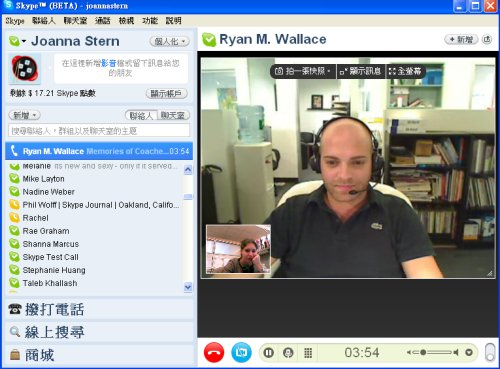 Skype™ (BETA) - joannastern
Skype 聯絡人 聊天室 通話 檢視 功能 說明
Joanna Stern
個人化
在這裡新增影音檔或留下訊息給您的朋友
剩餘 $ 17.21 Skype 點數
顯示帳戶
新增
聯絡人 聊天室
搜尋聯絡人，群組以及聊天室的主題
Ryan M. Wallace Memories of Coache... 03:54
Melanie its new and sexy - only if it served...
Mike Layton
Nadine Weber
Phil Wolff | Skype Journal | Oakland, Califo...
Rachel
Rae Graham
Shanna Marcus
Skype Test Call
Stephanie Huang
Taleb Khallash
撥打電話
線上搜尋
商城
Ryan M. Wallace
+ 新增
拍一張快照
顯示訊息
全螢幕
03:54